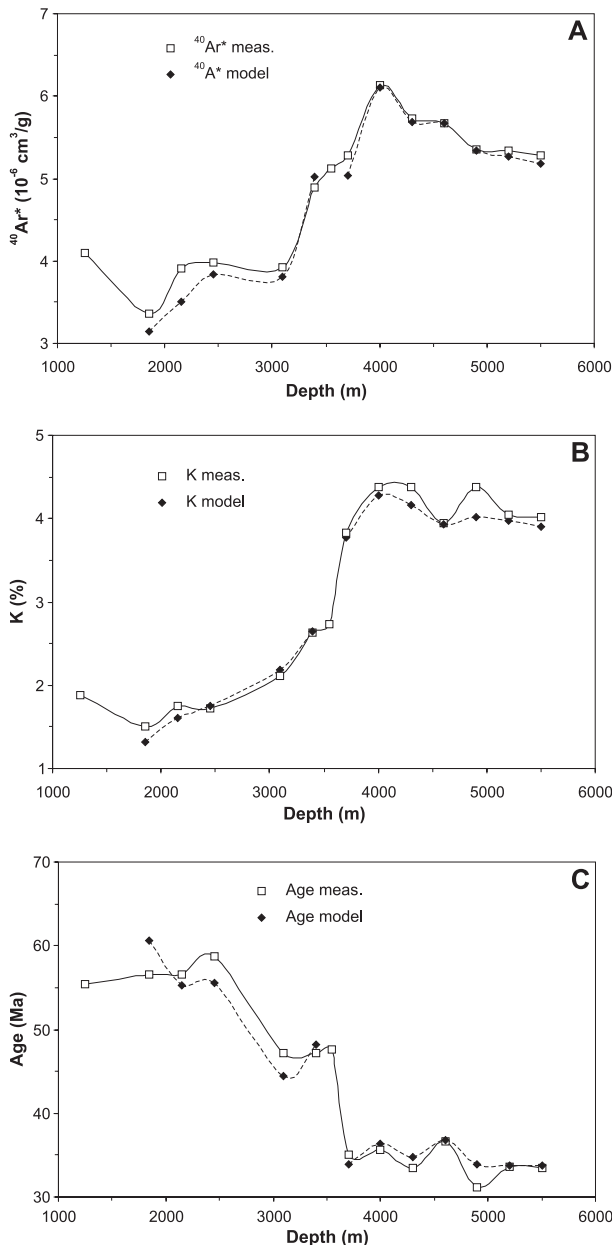 A
7
6
5
4
3
⁴⁰Ar* (10⁻⁶ cm³/g)
⁴⁰Ar* meas.
⁴⁰A* model
1000 2000 3000 4000 5000 6000
Depth (m)
B
5
4
3
2
1
K (%)
K meas.
K model
1000 2000 3000 4000 5000 6000
Depth (m)
C
70
60
50
40
30
Age (Ma)
Age meas.
Age model
1000 2000 3000 4000 5000 6000
Depth (m)